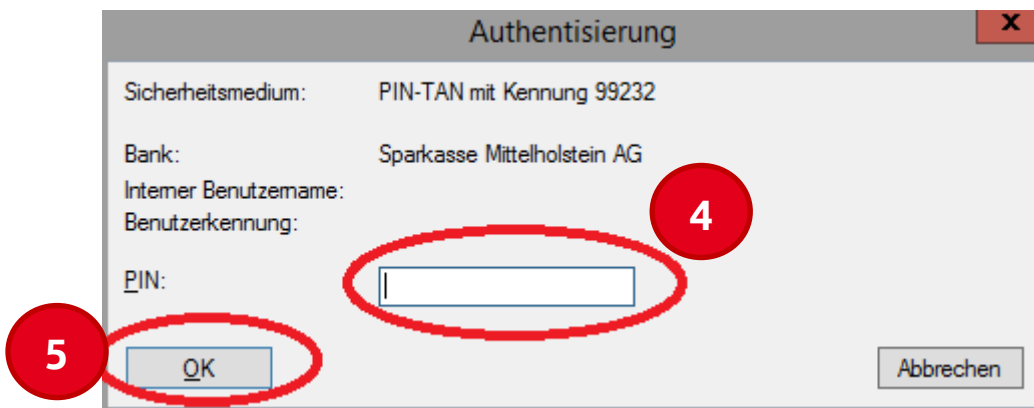 Authentisierung x
Sicherheitsmedium: PIN-TAN mit Kennung 99232
Bank: Sparkasse Mittelholstein AG
Interner Benutzername:
Benutzerkennung:
4
PIN:
5
OK Abbrechen